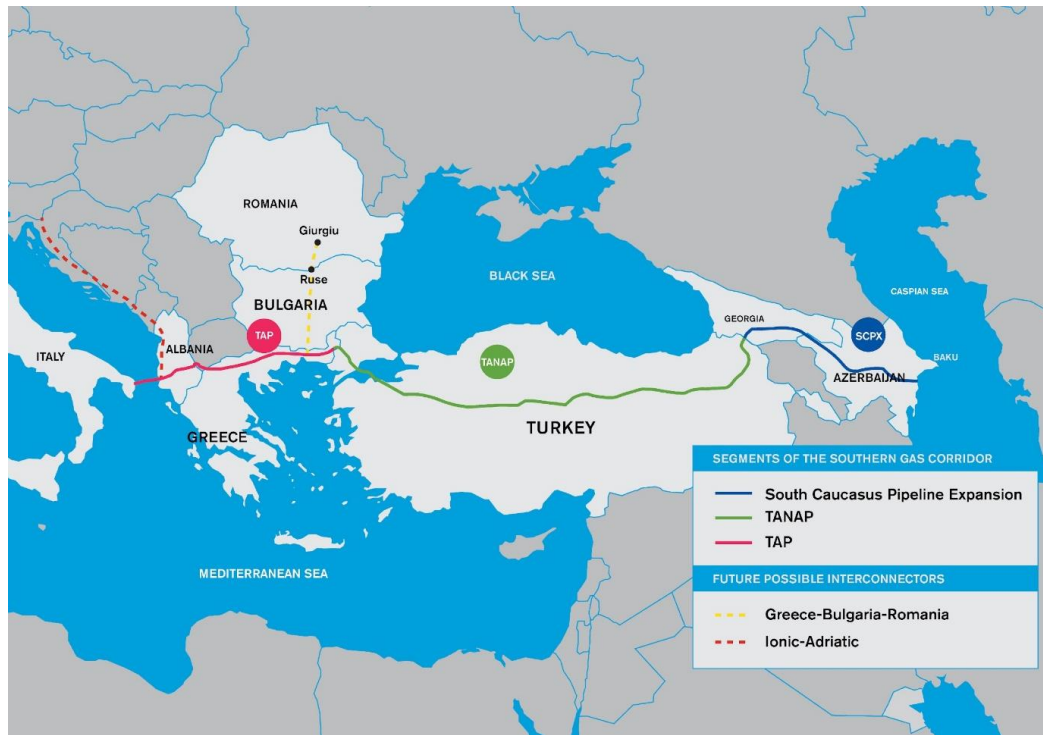 ROMANIA
Giurgiu
Ruse
BULGARIA
BLACK SEA
CASPIAN SEA
GEORGIA
TAP
SCPX
ITALY
ALBANIA
TANAP
BAKU
AZERBAIJAN
GREECE
TURKEY
MEDITERRANEAN SEA
SEGMENTS OF THE SOUTHERN GAS CORRIDOR
South Caucasus Pipeline Expansion
TANAP
TAP
FUTURE POSSIBLE INTERCONNECTORS
Greece-Bulgaria-Romania
Ionic-Adriatic